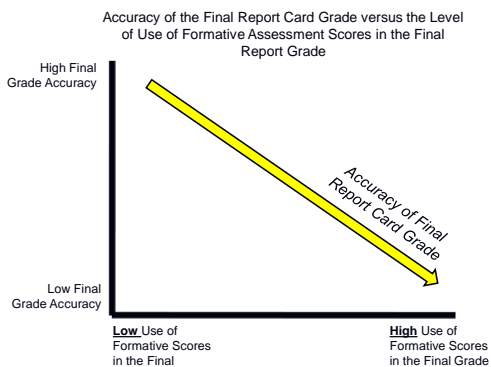 Accuracy of the Final Report Card Grade versus the Level
of Use of Formative Assessment Scores in the Final
Report Grade
High Final
Grade Accuracy
Accuracy of Final
Report Card Grade
Low Final
Grade Accuracy
Low Use of
Formative Scores
in the Final
High Use of
Formative Scores
in the Final Grade